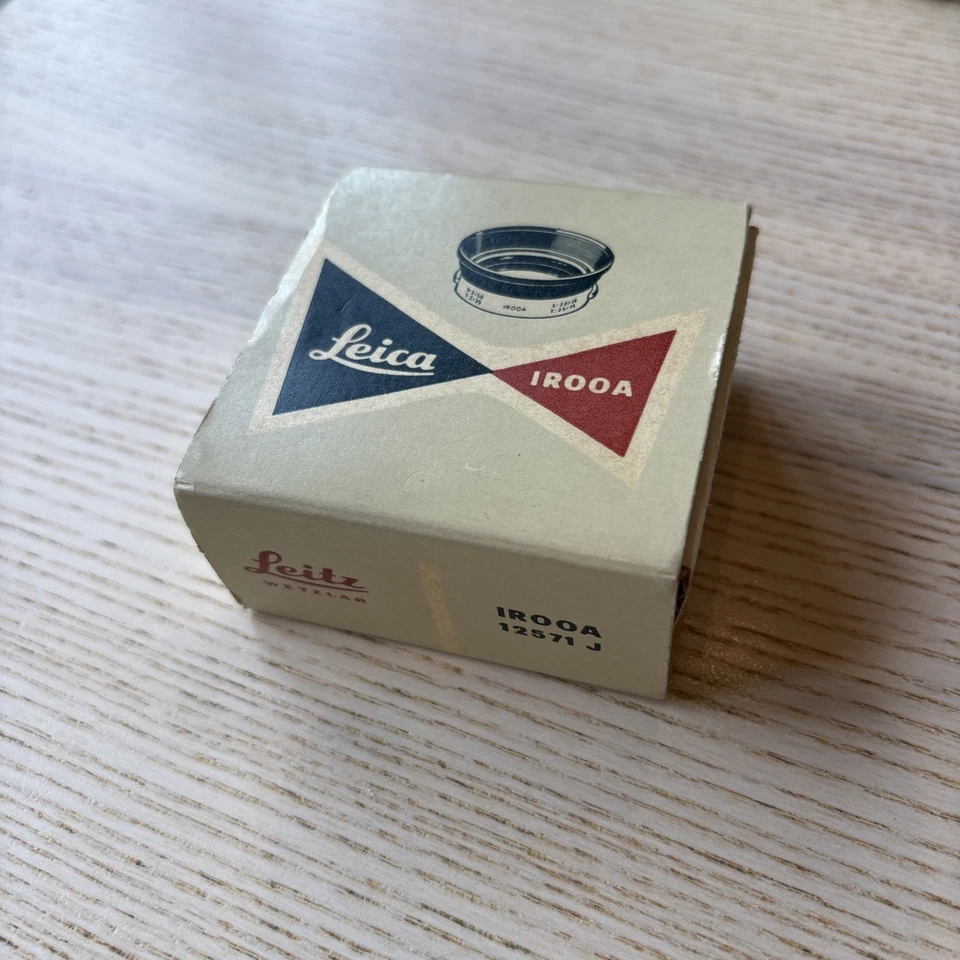 Leica
IROOA
IROOA
Leitz
WETZLAR
IROOA
12571 J